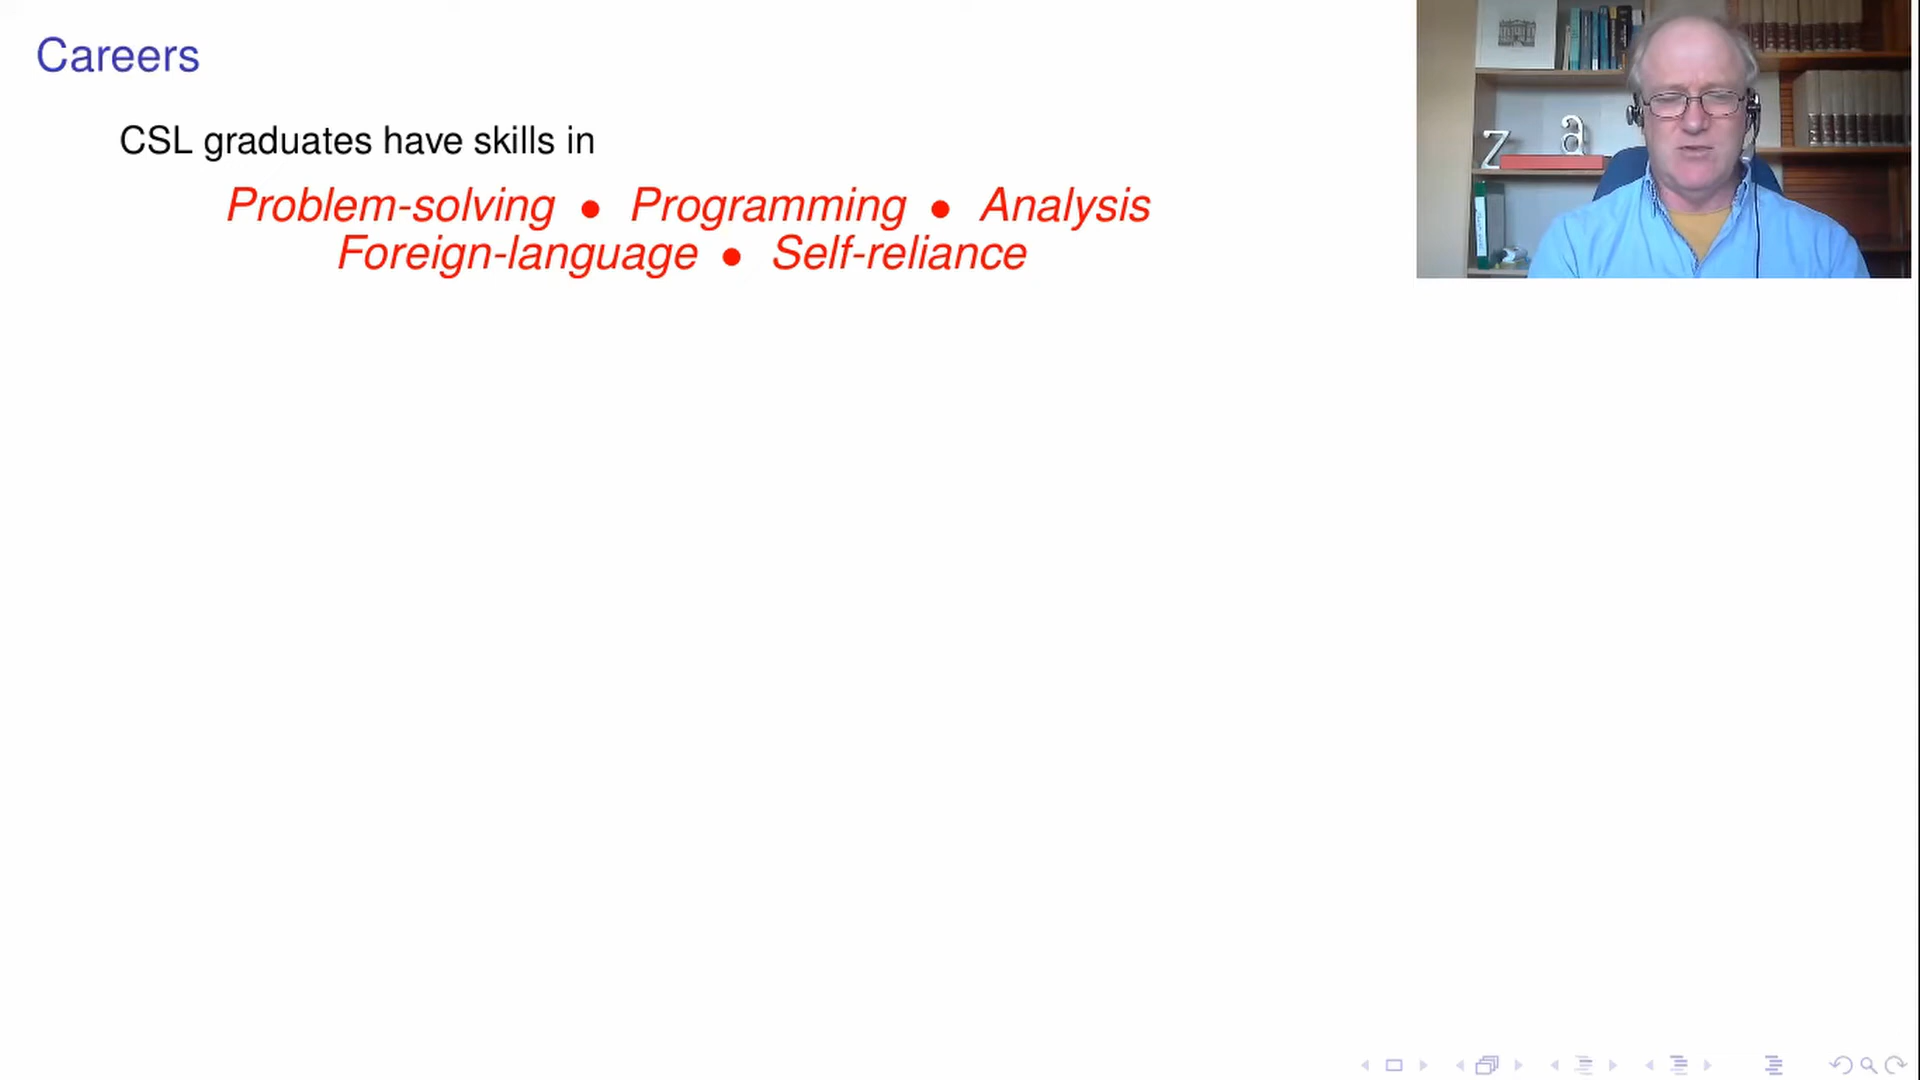 Careers
CSL graduates have skills in
Problem-solving • Programming • Analysis
Foreign-language • Self-reliance
z a